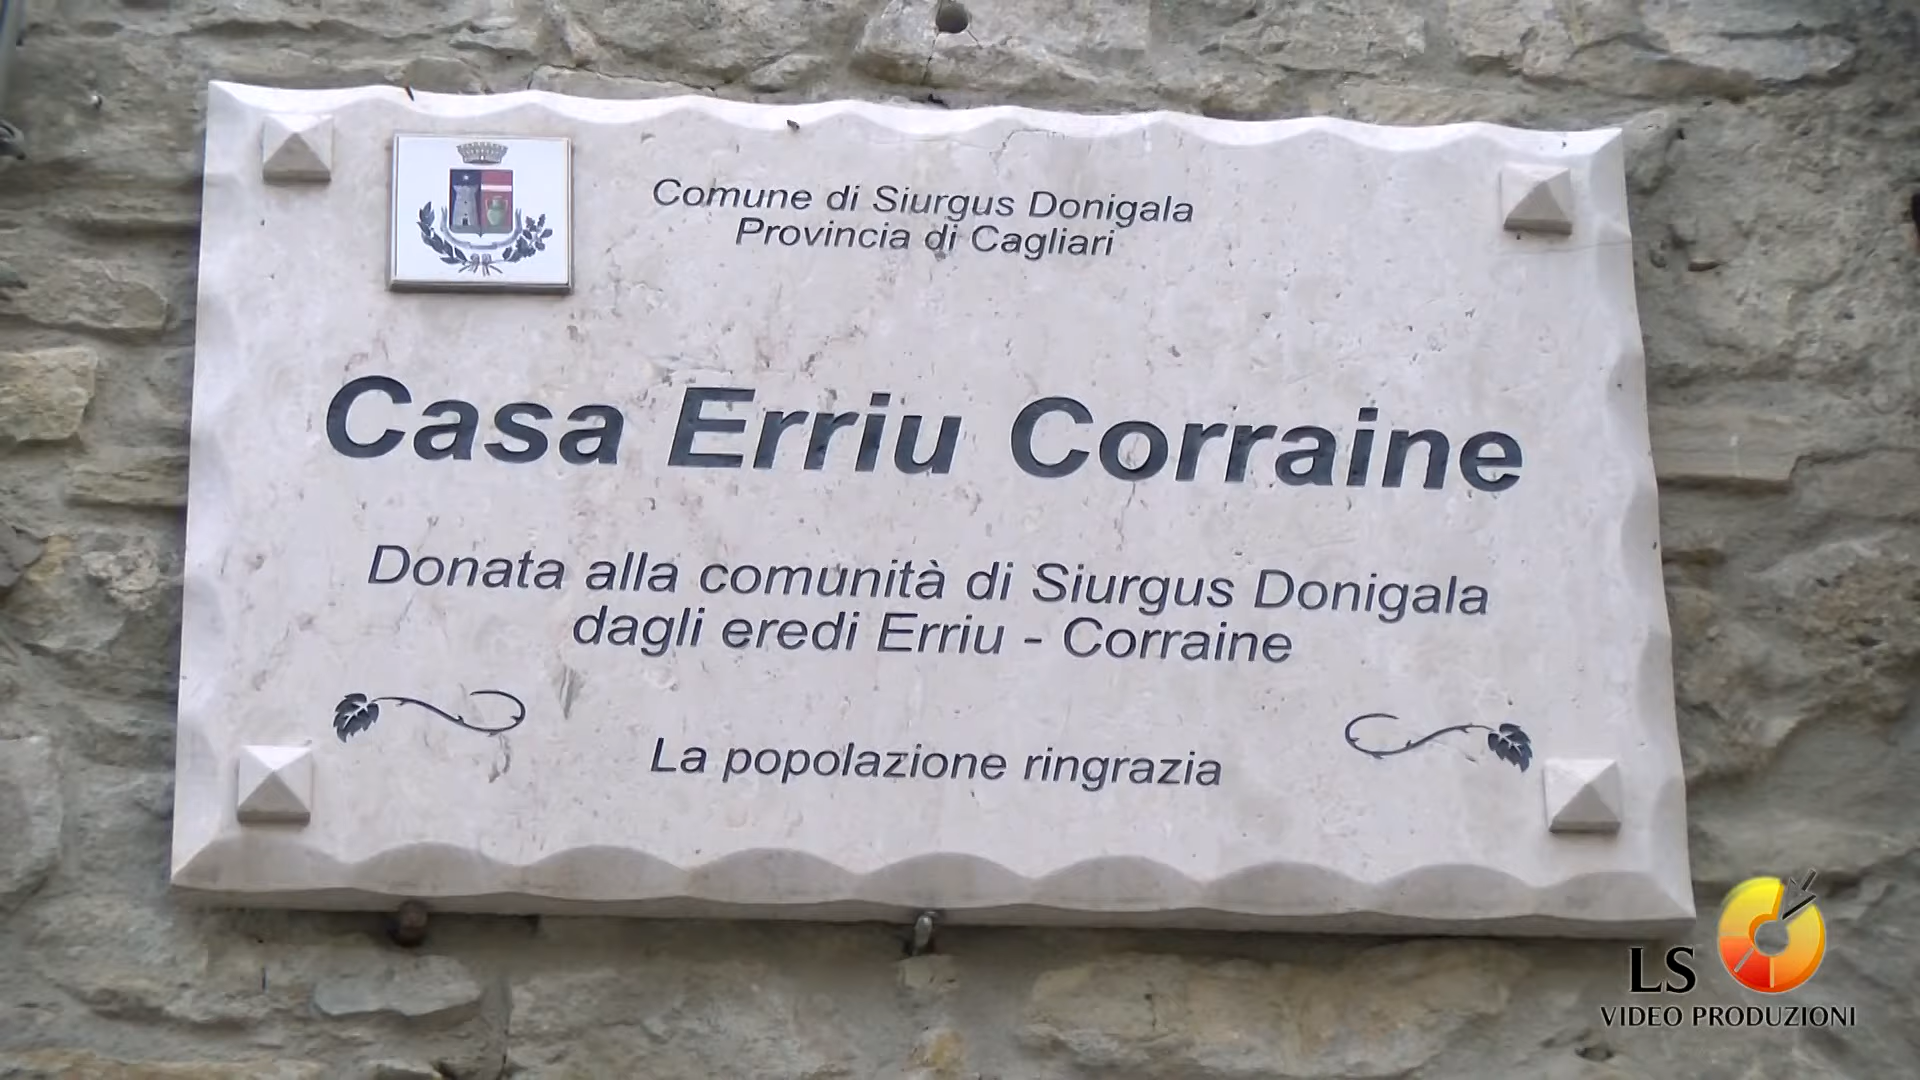 Comune di Siurgus Donigala
Provincia di Cagliari
Casa Erriu Corraine
Donata alla comunità di Siurgus Donigala
dagli eredi Erriu - Corraine
La popolazione ringrazia
LS
VIDEO PRODUZIONI